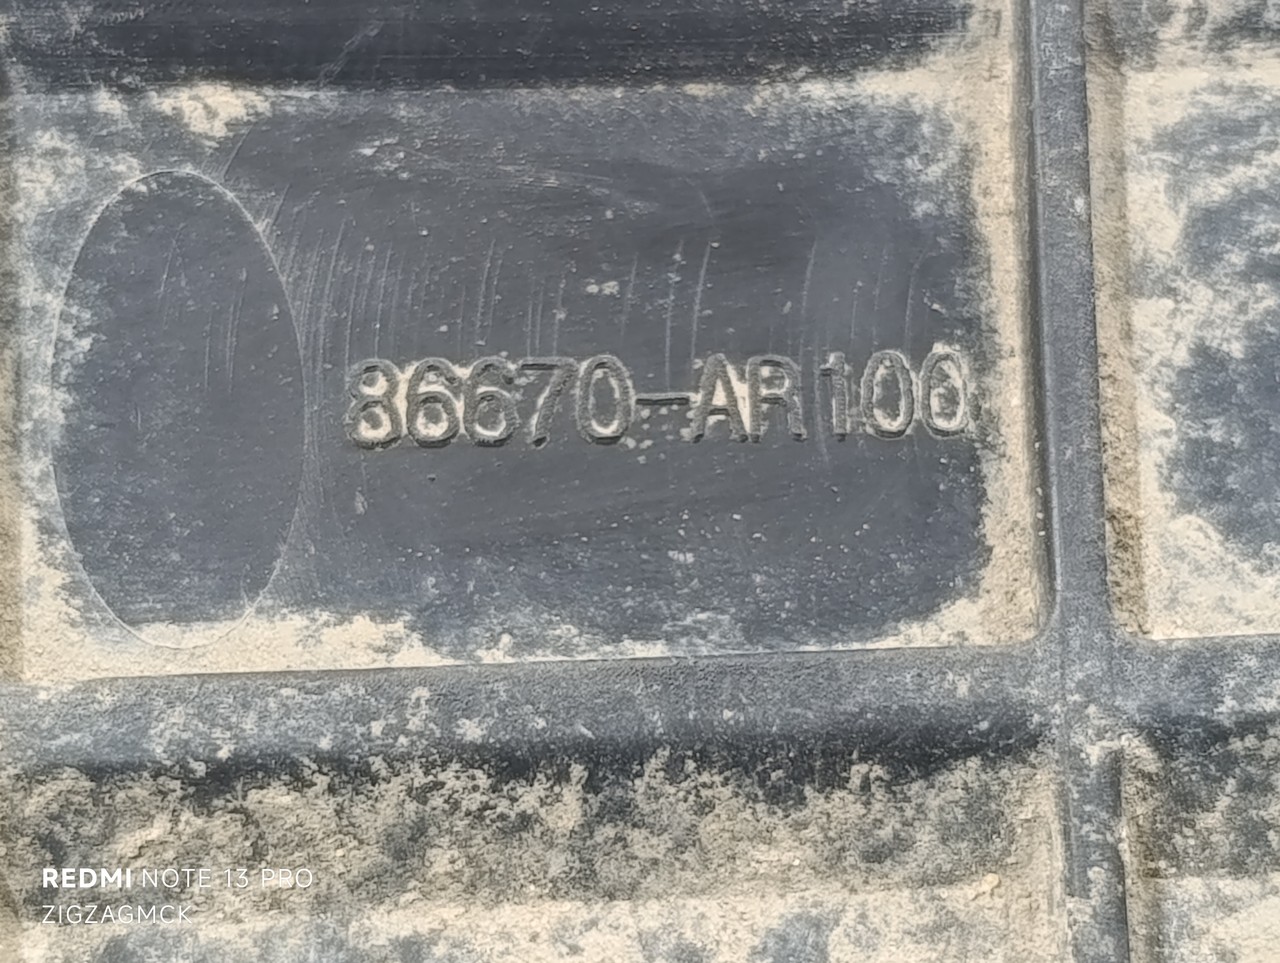 86670-AR100
REDMI NOTE 13 PRO
ZIGZAGMCK